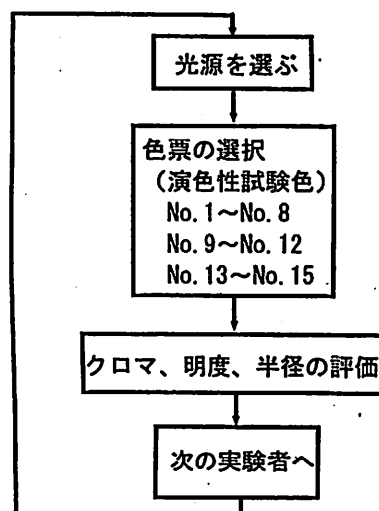 光源を選ぶ
色票の選択
（演色性試験色）
No.1～No.8
No.9～No.12
No.13～No.15
クロマ、明度、半径の評価
次の実験者へ